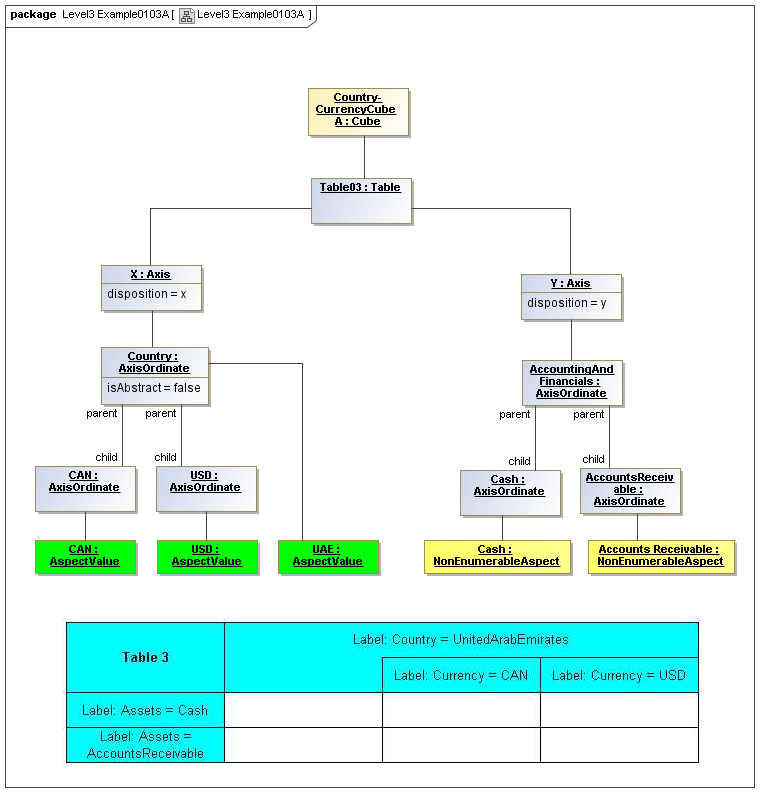 package Level3 Example0103A [ Level3 Example0103A ]
Country-
CurrencyCube
A : Cube
Table03 : Table
X : Axis
disposition = x
Y : Axis
disposition = y
Country :
AxisOrdinate
isAbstract = false
AccountingAnd
Financials :
AxisOrdinate
parent
parent
parent
parent
child
child
child
child
CAN :
AxisOrdinate
USD :
AxisOrdinate
Cash :
AxisOrdinate
AccountsReceiv
able :
AxisOrdinate
CAN :
AspectValue
USD :
AspectValue
UAE :
AspectValue
Cash :
NonEnumerableAspect
Accounts Receivable :
NonEnumerableAspect
Table 3
Label: Country = UnitedArabEmirates
Label: Currency = CAN
Label: Currency = USD
Label: Assets = Cash
Label: Assets =
AccountsReceivable